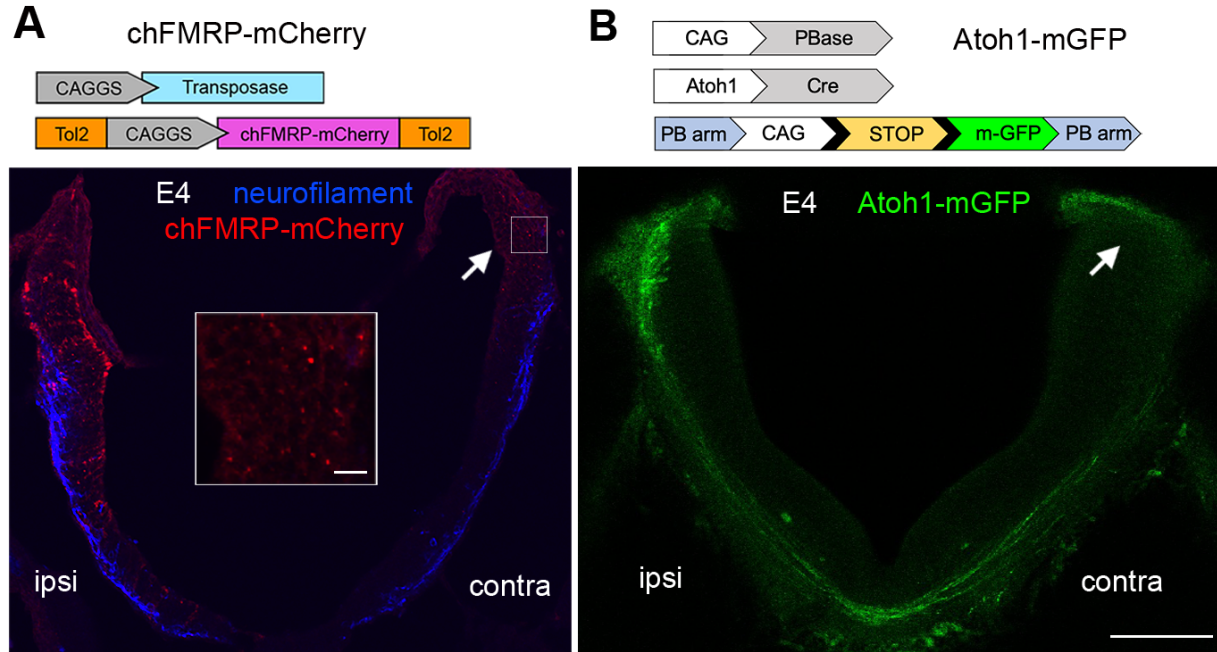 A
chFMRP-mCherry
CAGGS Transposase
Tol2 CAGGS chFMRP-mCherry Tol2
E4 neurofilament
chFMRP-mCherry
ipsi contra
B
Atoh1-mGFP
CAG PBase
Atoh1 Cre
PB arm CAG STOP m-GFP PB arm
E4 Atoh1-mGFP
ipsi contra